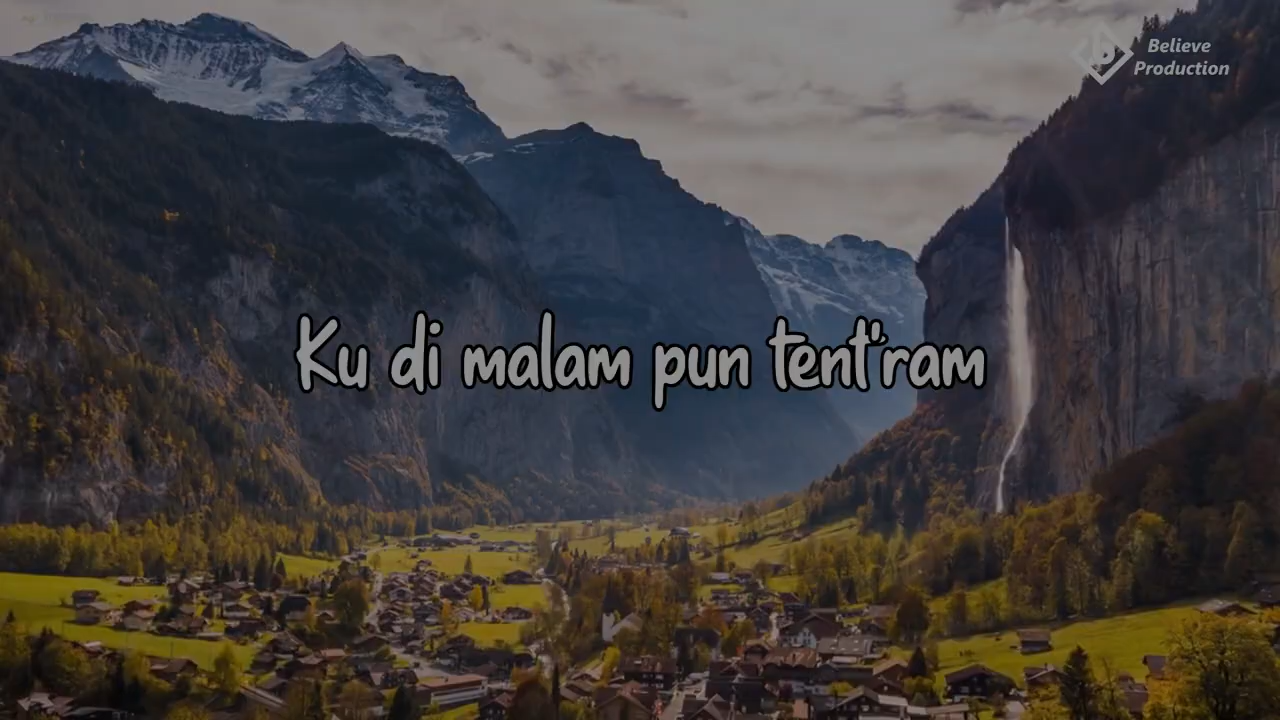 Believe
Production
Ku di malam pun tent'ram